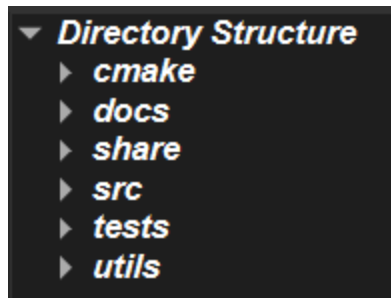 Directory Structure
cmake
docs
share
src
tests
utils